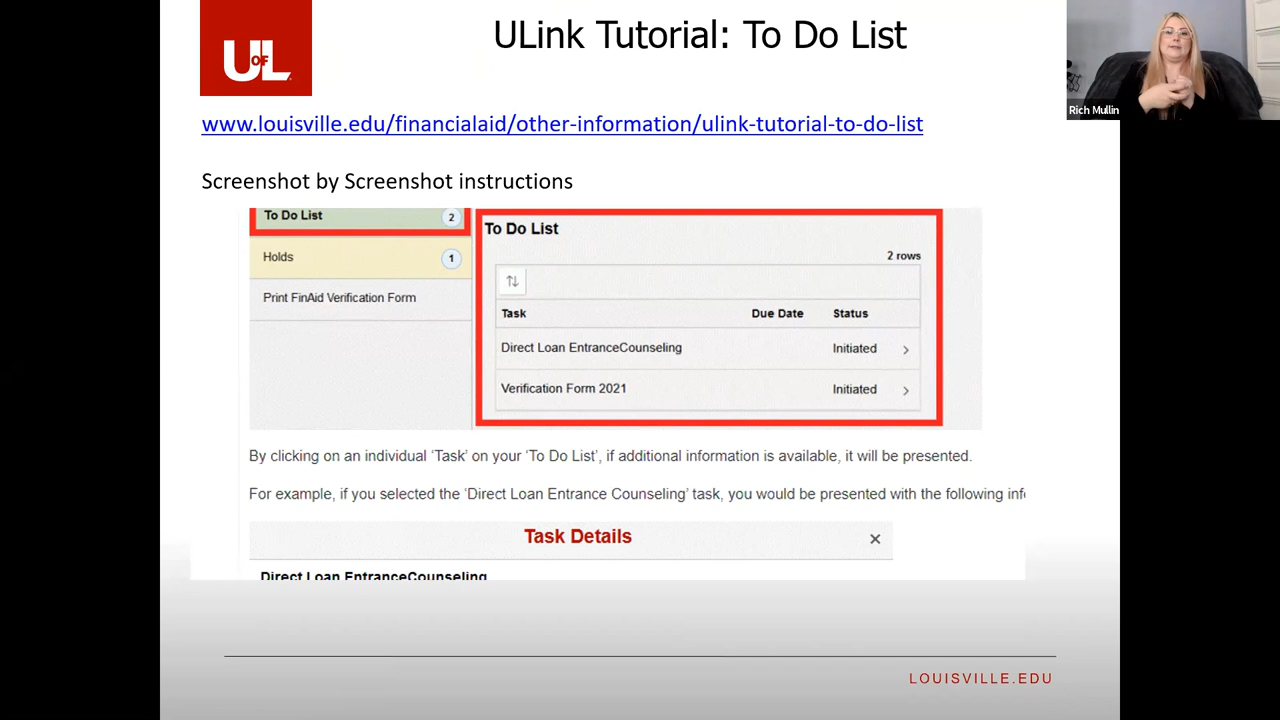 ULink Tutorial: To Do List
U OF L
Rich Mullin
www.louisville.edu/financialaid/other-information/ulink-tutorial-to-do-list
Screenshot by Screenshot instructions
To Do List 2
Holds 1
Print FinAid Verification Form
To Do List
2 rows
Task Due Date Status
Direct Loan EntranceCounseling Initiated
Verification Form 2021 Initiated
By clicking on an individual 'Task' on your 'To Do List', if additional information is available, it will be presented.
For example, if you selected the 'Direct Loan Entrance Counseling' task, you would be presented with the following inf
Task Details
Direct Loan EntranceCounseling
LOUISVILLE.EDU